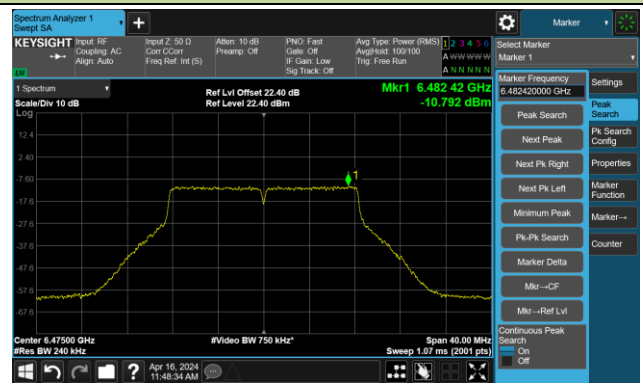 Spectrum Analyzer 1
Swept SA
+
Marker
KEYSIGHT
Input: RF
Coupling: AC
Align: Auto
Input Z: 50 Ω
Corr CCorr
Freq Ref: Int (S)
Atten: 10 dB
Preamp: Off
PNO: Fast
Gate: Off
IF Gain: Low
Sig Track: Off
Avg Type: Power (RMS)
Avg|Hold: 100/100
Trig: Free Run
1 2 3 4 5 6
A W W W W W
A N N N N N
LU
Select Marker
Marker 1
1 Spectrum
Scale/Div 10 dB
Log
Ref Lvl Offset 22.40 dB
Ref Level 22.40 dBm
Mkr1 6.482 42 GHz
-10.792 dBm
12.4
2.40
-7.60
-17.6
-27.6
-37.6
-47.6
-57.6
-67.6
1
Center 6.47500 GHz
#Res BW 240 kHz
#Video BW 750 kHz*
Span 40.00 MHz
Sweep 1.07 ms (2001 pts)
Marker Frequency
6.482420000 GHz
Peak Search
Next Peak
Next Pk Right
Next Pk Left
Minimum Peak
Pk-Pk Search
Marker Delta
Mkr→CF
Mkr→Ref Lvl
Continuous Peak
Search
On
Off
Settings
Peak
Search
Pk Search
Config
Properties
Marker
Function
Marker→
Counter
?
Apr 16, 2024
11:48:34 AM